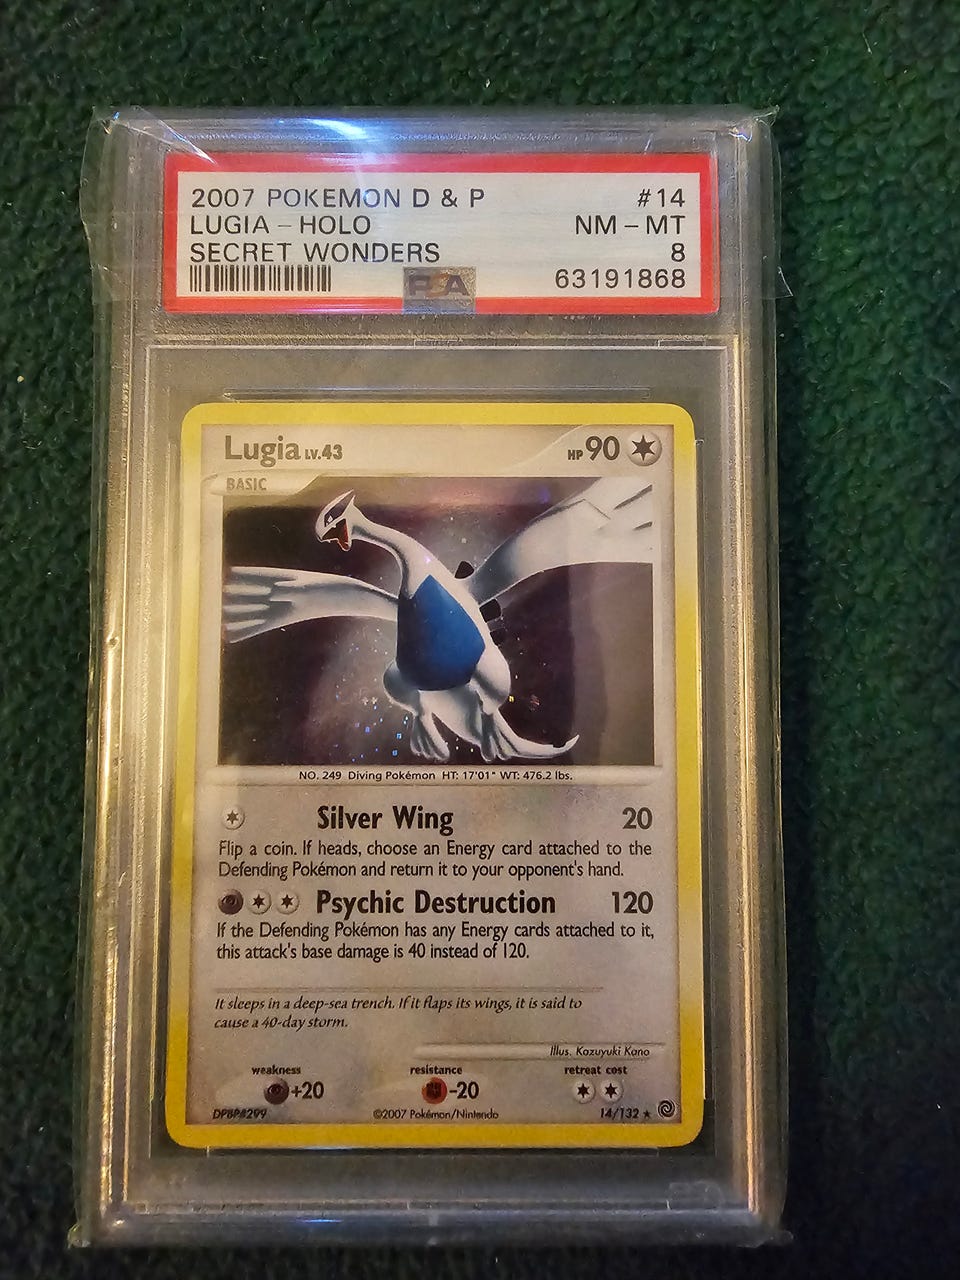 2007 POKEMON D & P #14
LUGIA - HOLO NM - MT
SECRET WONDERS 8
63191868
PSA
Lugia LV.43 HP 90
BASIC
NO. 249 Diving Pokémon HT: 17'01" WT: 476.2 lbs.
Silver Wing 20
Flip a coin. If heads, choose an Energy card attached to the
Defending Pokémon and return it to your opponent's hand.
Psychic Destruction 120
If the Defending Pokémon has any Energy cards attached to it,
this attack's base damage is 40 instead of 120.
It sleeps in a deep-sea trench. If it flaps its wings, it is said to
cause a 40-day storm.
Illus. Kazuyuki Kano
weakness resistance retreat cost
+20 -20
DPBP#299 ©2007 Pokémon/Nintendo 14/132